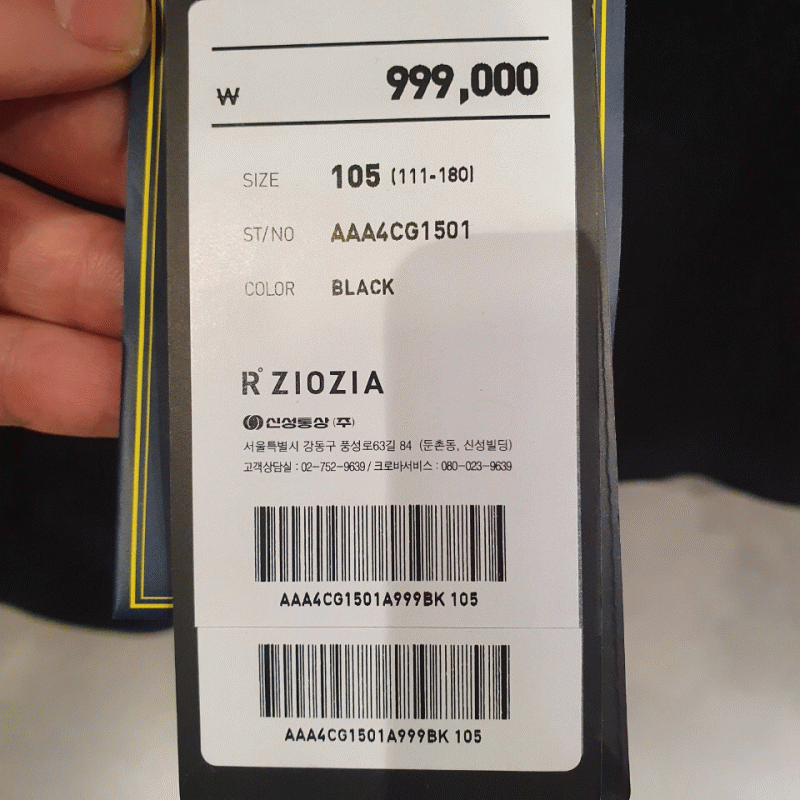 ₩ 999,000
SIZE 105 (111-180)
ST/NO AAA4CG1501
COLOR BLACK
R° ZIOZIA
신성통상 (주)
서울특별시 강동구 풍성로63길 84 (둔촌동, 신성빌딩)
고객상담실 : 02-752-9639 / 크로바서비스 : 080-023-9639
AAA4CG1501A999BK 105
AAA4CG1501A999BK 105